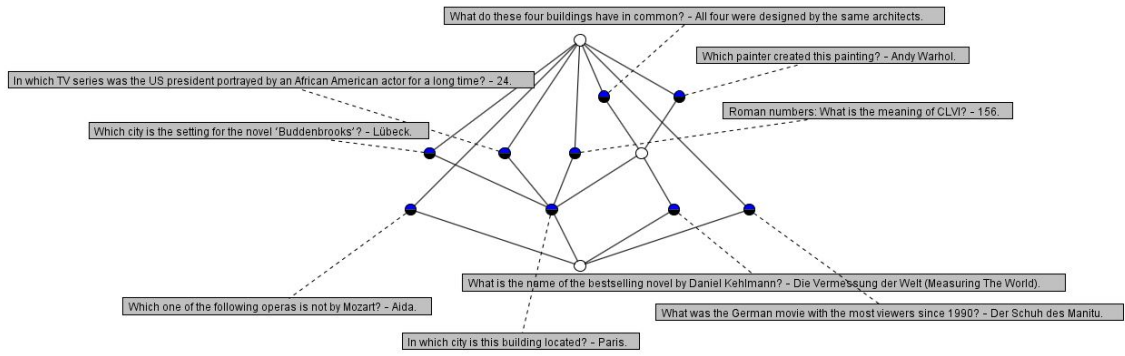 What do these four buildings have in common? - All four were designed by the same architects.
Which painter created this painting? - Andy Warhol.
In which TV series was the US president portrayed by an African American actor for a long time? - 24.
Roman numbers: What is the meaning of CLVI? - 156.
Which city is the setting for the novel 'Buddenbrooks'? - Lübeck.
What is the name of the bestselling novel by Daniel Kehlmann? - Die Vermessung der Welt (Measuring The World).
Which one of the following operas is not by Mozart? - Aida.
What was the German movie with the most viewers since 1990? - Der Schuh des Manitu.
In which city is this building located? - Paris.